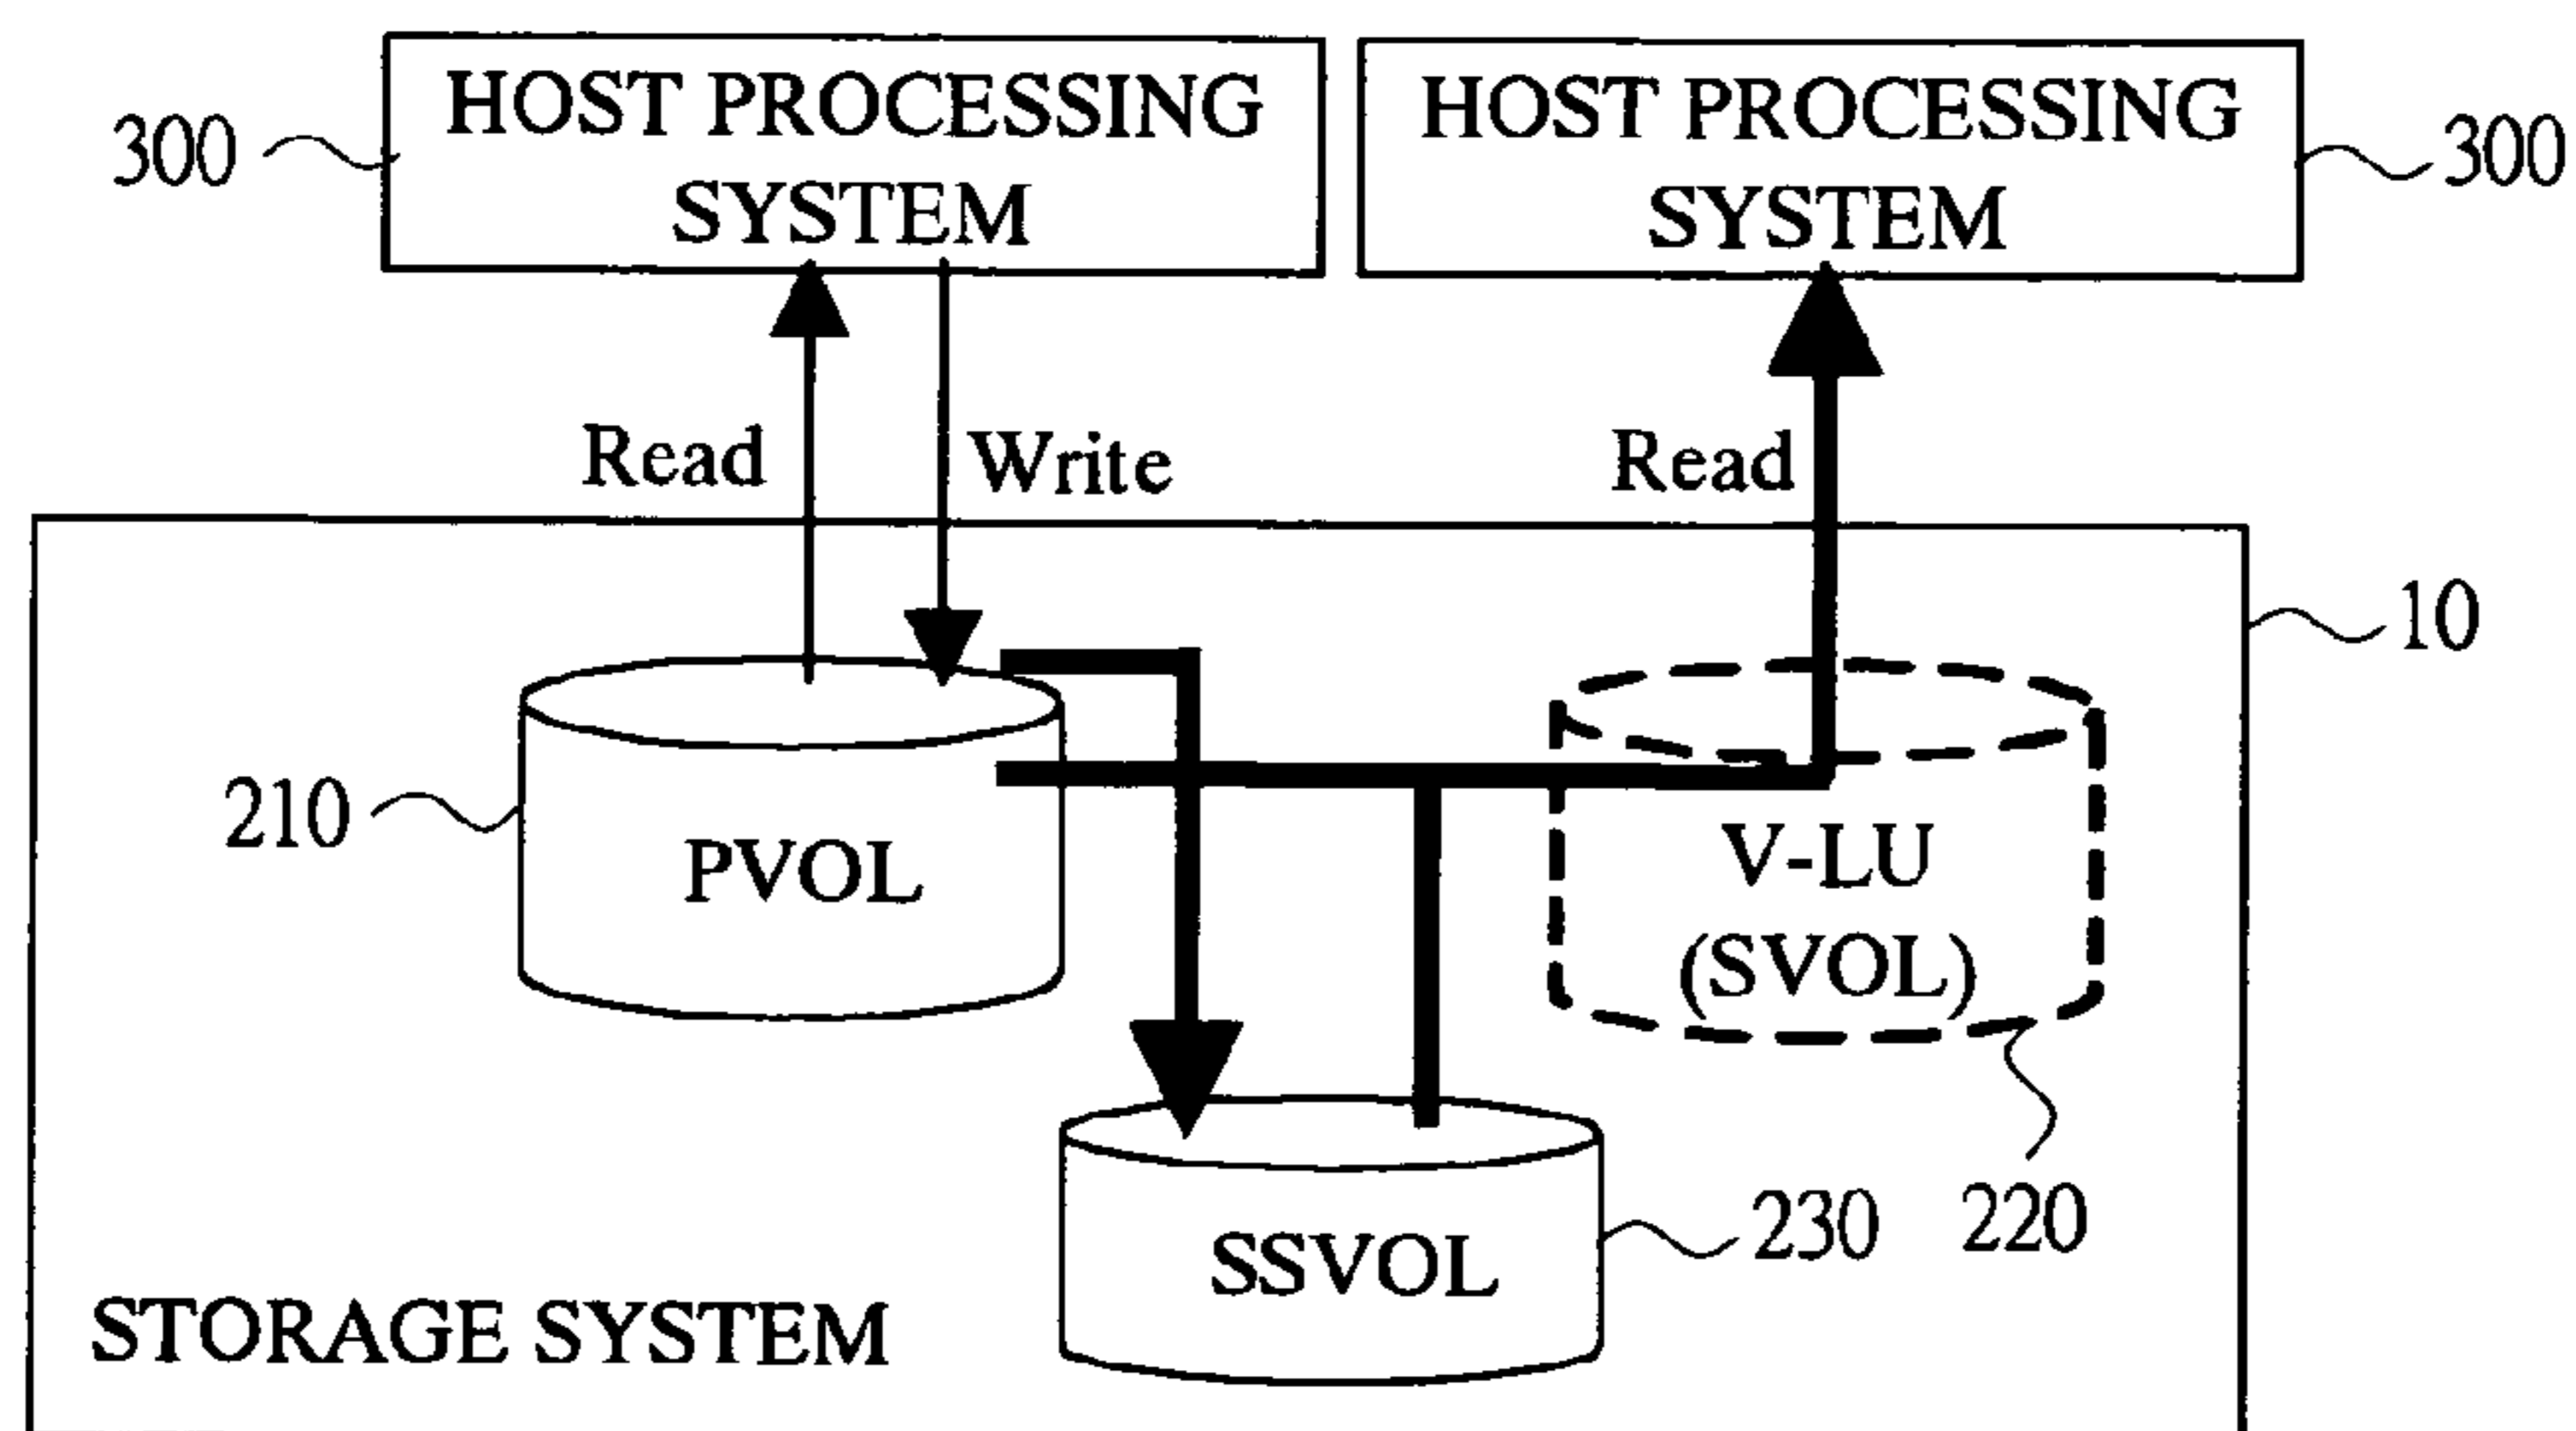 HOST PROCESSING
SYSTEM
HOST PROCESSING
SYSTEM
300
300
Read
Write
Read
10
210
PVOL
V-LU
(SVOL)
SSVOL
230
220
STORAGE SYSTEM